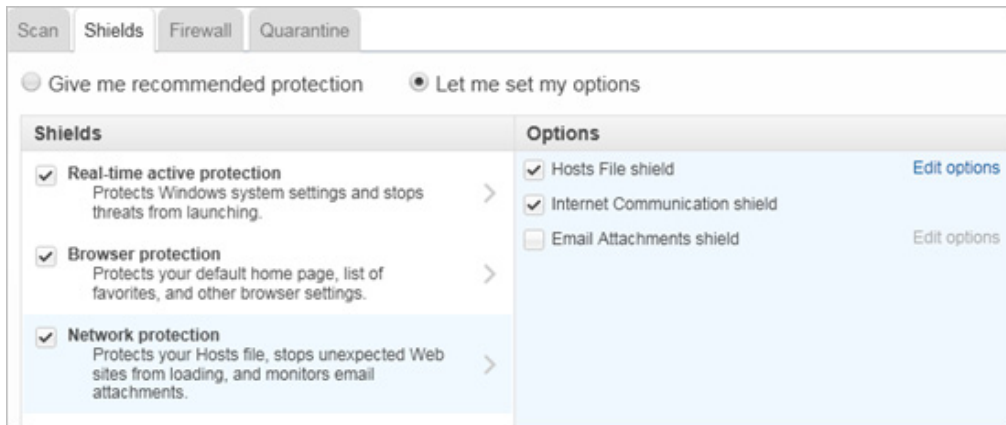 Scan Shields Firewall Quarantine
Give me recommended protection Let me set my options
Shields
Real-time active protection
Protects Windows system settings and stops
threats from launching.
Browser protection
Protects your default home page, list of
favorites, and other browser settings.
Network protection
Protects your Hosts file, stops unexpected Web
sites from loading, and monitors email
attachments.
Options
Hosts File shield Edit options
Internet Communication shield
Email Attachments shield Edit options